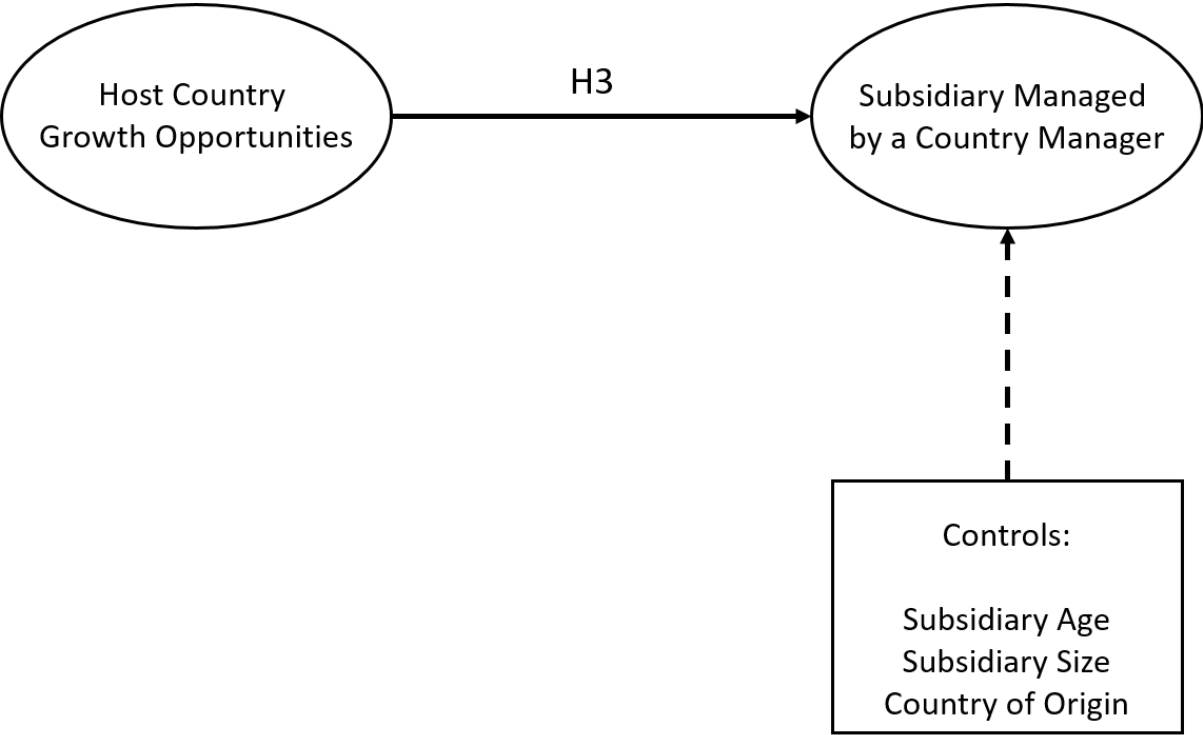 Host Country
Growth Opportunities
H3
Subsidiary Managed
by a Country Manager
Controls:
Subsidiary Age
Subsidiary Size
Country of Origin